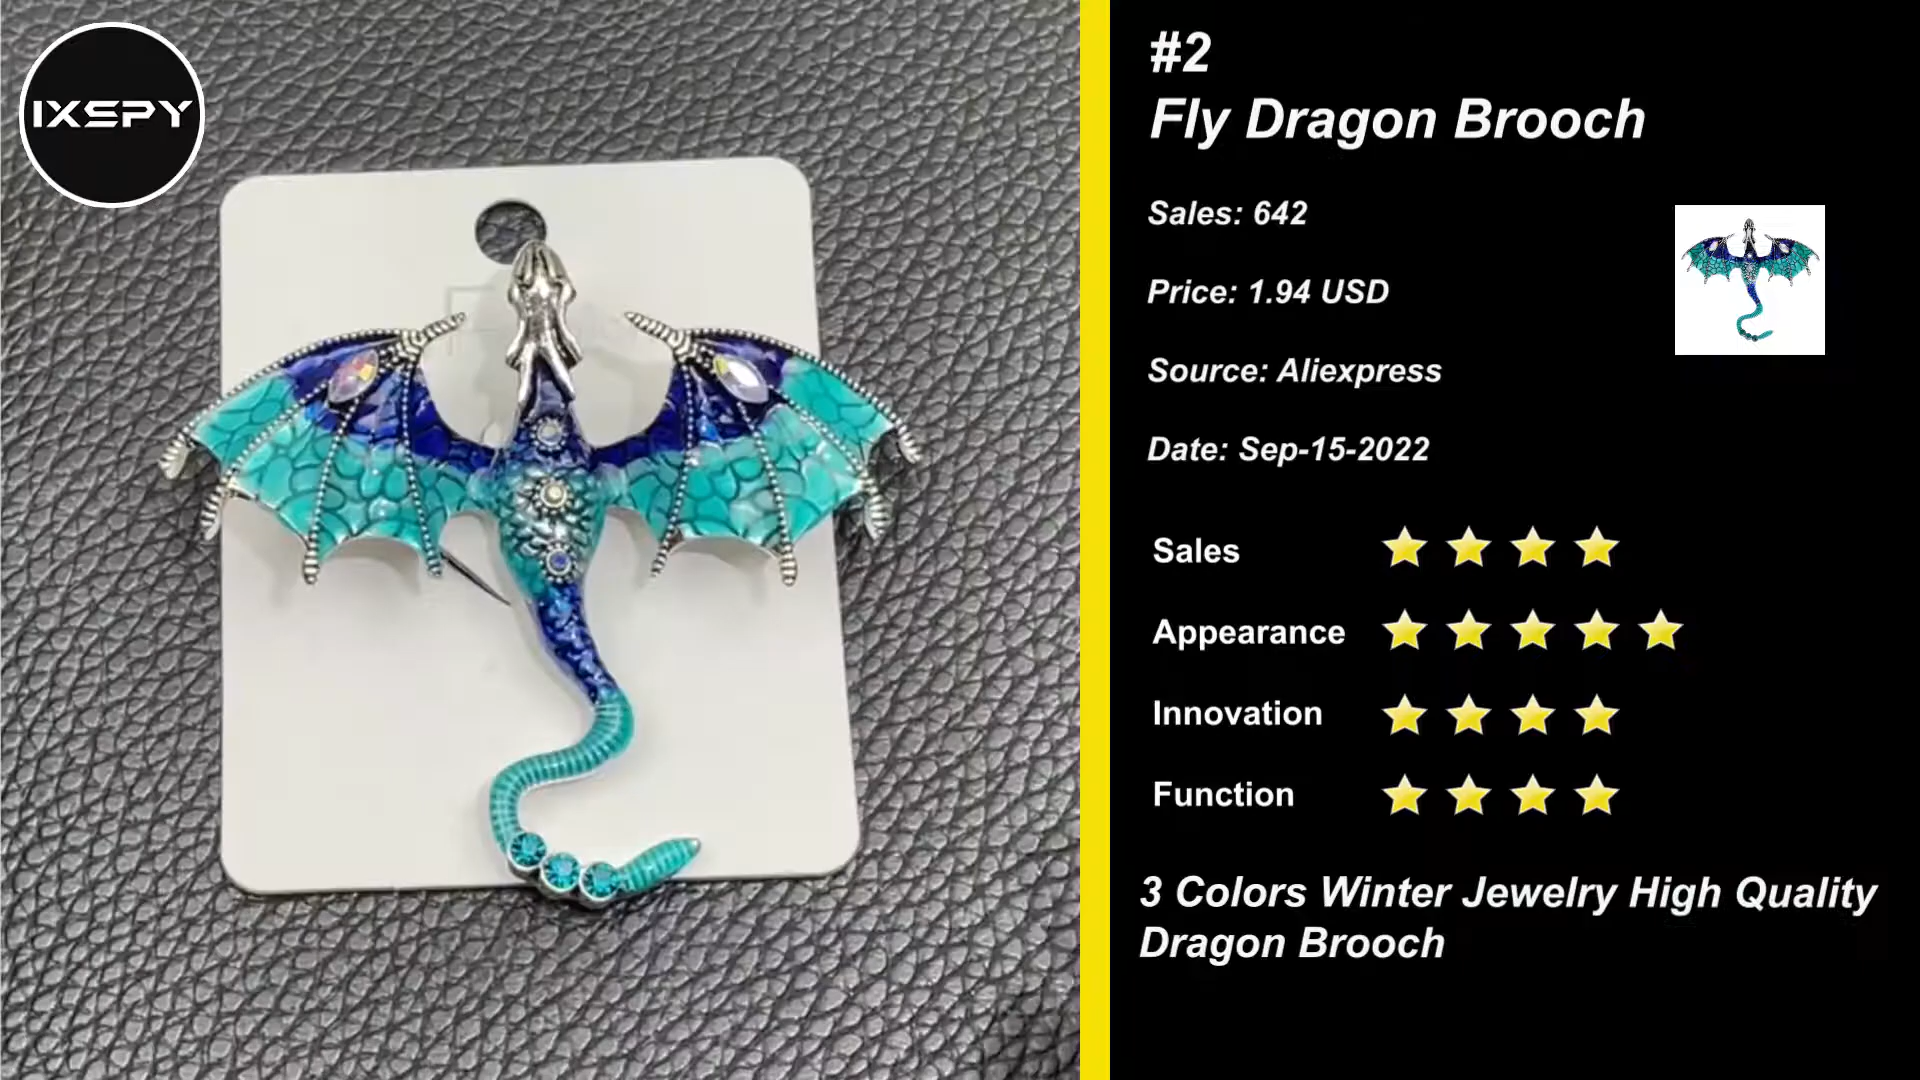 IXSPY
#2
Fly Dragon Brooch
Sales: 642
Price: 1.94 USD
Source: Aliexpress
Date: Sep-15-2022
Sales
Appearance
Innovation
Function
3 Colors Winter Jewelry High Quality
Dragon Brooch